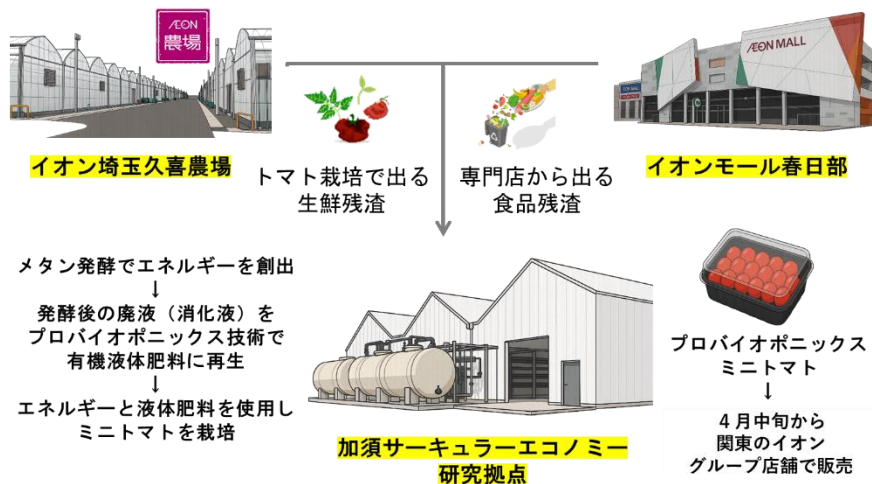 ÆON
農場
ÆON MALL
イオン埼玉久喜農場
トマト栽培で出る
生鮮残渣
専門店から出る
食品残渣
イオンモール春日部
メタン発酵でエネルギーを創出
↓
発酵後の廃液（消化液）を
プロバイオポニックス技術で
有機液体肥料に再生
↓
エネルギーと液体肥料を使用し
ミニトマトを栽培
加須サーキュラーエコノミー
研究拠点
プロバイオポニックス
ミニトマト
↓
４月中旬から
関東のイオン
グループ店舗で販売